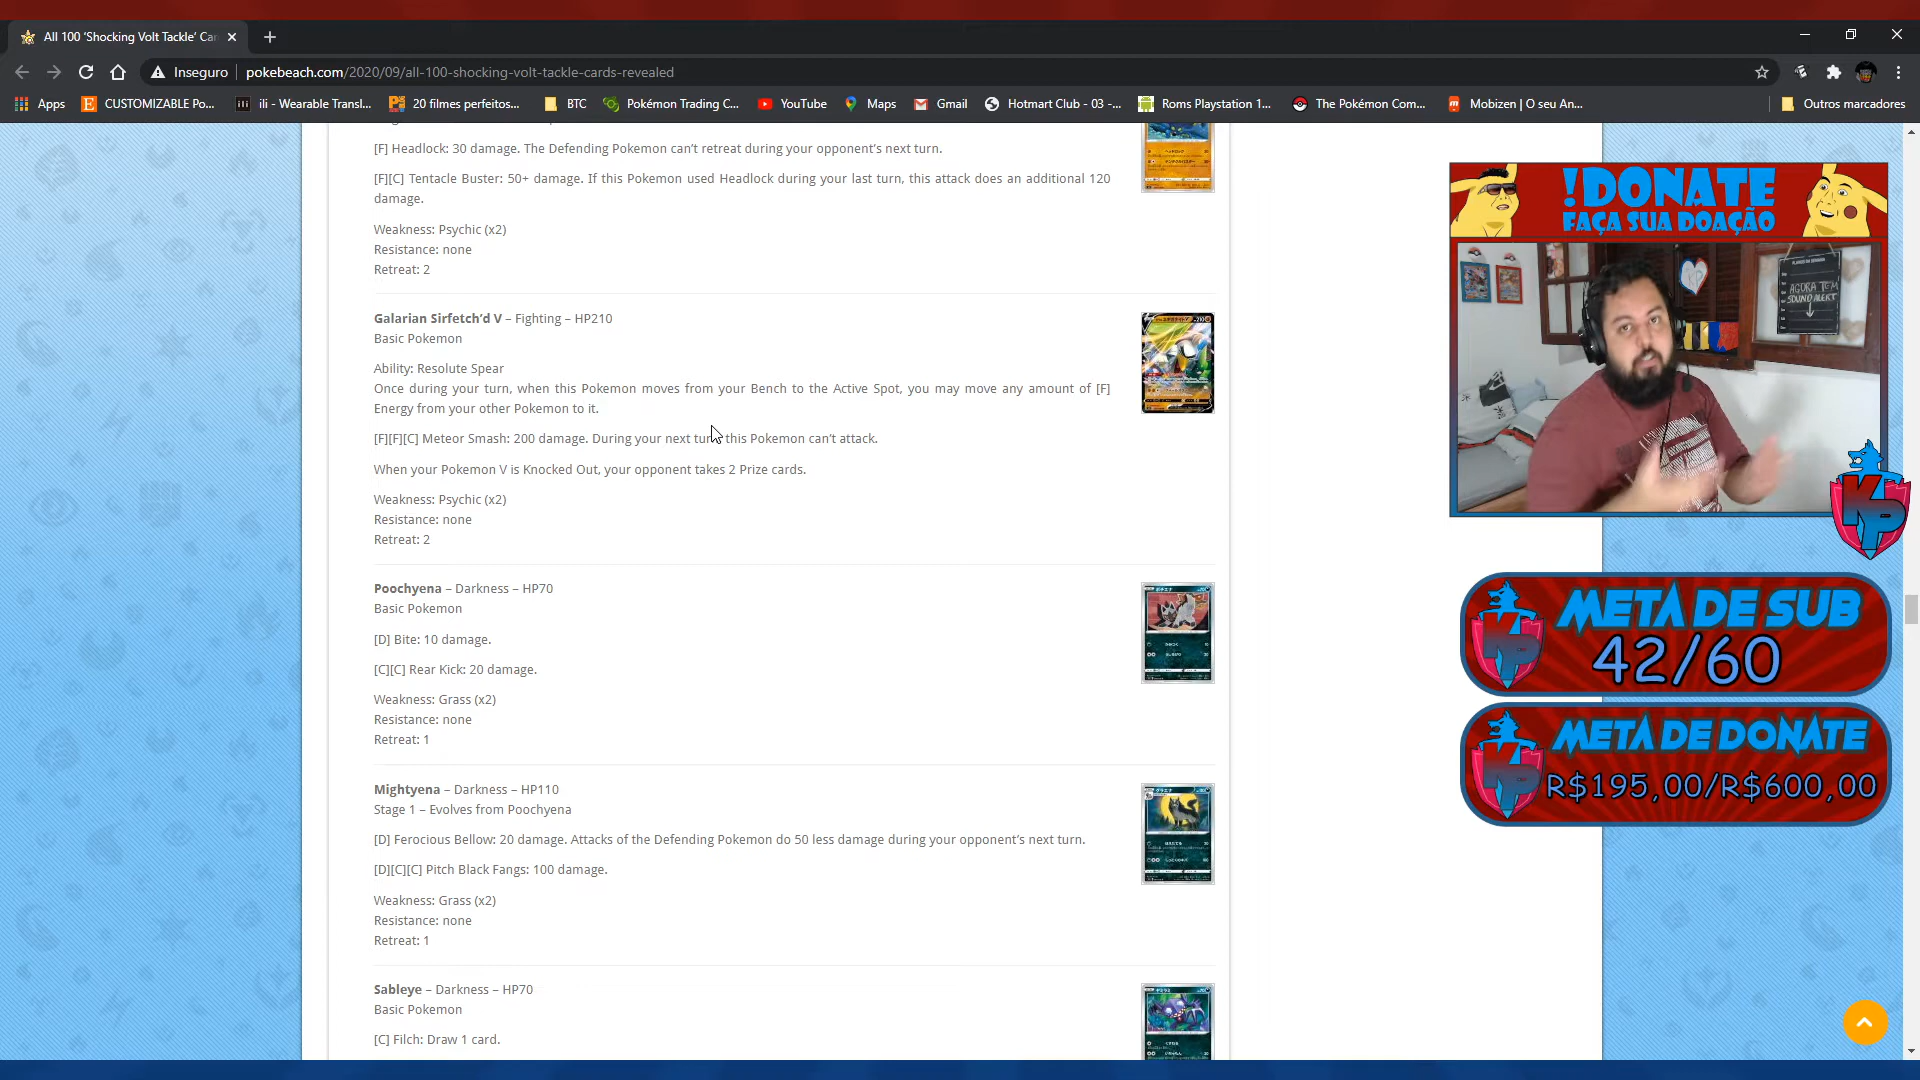 All 100 'Shocking Volt Tackle' Car
Inseguro
pokebeach.com/2020/09/all-100-shocking-volt-tackle-cards-revealed
Apps
CUSTOMIZABLE Po...
ili - Wearable Transl...
20 filmes perfeitos...
BTC
Pokémon Trading C...
YouTube
Maps
Gmail
Hotmart Club - 03 -...
Roms Playstation 1...
The Pokémon Com...
Mobizen | O seu An...
Outros marcadores
[F] Headlock: 30 damage. The Defending Pokemon can't retreat during your opponent's next turn.
[F][C] Tentacle Buster: 50+ damage. If this Pokemon used Headlock during your last turn, this attack does an additional 120
damage.
Weakness: Psychic (x2)
Resistance: none
Retreat: 2
Galarian Sirfetch'd V – Fighting – HP210
Basic Pokemon
Ability: Resolute Spear
Once during your turn, when this Pokemon moves from your Bench to the Active Spot, you may move any amount of [F]
Energy from your other Pokemon to it.
[F][F][C] Meteor Smash: 200 damage. During your next turn this Pokemon can't attack.
When your Pokemon V is Knocked Out, your opponent takes 2 Prize cards.
Weakness: Psychic (x2)
Resistance: none
Retreat: 2
Poochyena – Darkness – HP70
Basic Pokemon
[D] Bite: 10 damage.
[C][C] Rear Kick: 20 damage.
Weakness: Grass (x2)
Resistance: none
Retreat: 1
Mightyena – Darkness – HP110
Stage 1 – Evolves from Poochyena
[D] Ferocious Bellow: 20 damage. Attacks of the Defending Pokemon do 50 less damage during your opponent's next turn.
[D][C][C] Pitch Black Fangs: 100 damage.
Weakness: Grass (x2)
Resistance: none
Retreat: 1
Sableye – Darkness – HP70
Basic Pokemon
[C] Filch: Draw 1 card.
!DONATE
FAÇA SUA DOAÇÃO
AGORA TEM
SOUND ALERT
KP
META DE SUB
42/60
META DE DONATE
R$195,00/R$600,00